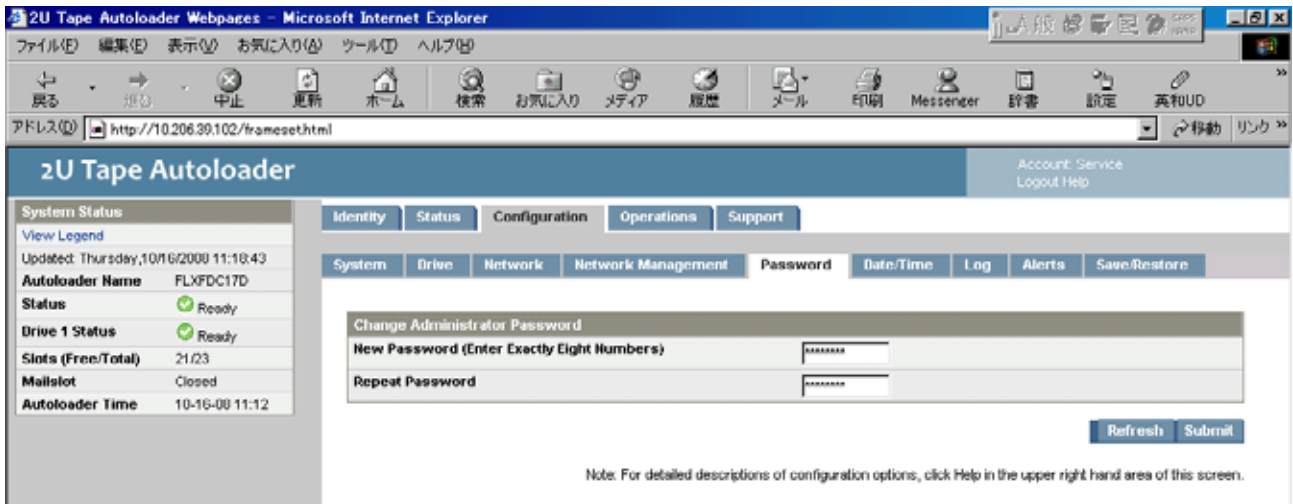 2U Tape Autoloader Webpages - Microsoft Internet Explorer
ファイル(F) 編集(E) 表示(V) お気に入り(A) ツール(T) ヘルプ(H)
戻る 進む 中止 更新 ホーム 検索 お気に入り メディア 履歴 メール 印刷 Messenger 辞書 設定 英和UD
アドレス(D) http://10.206.39.102/frameset.html 移動 リンク
2U Tape Autoloader
Account: Service
Logout Help
System Status
View Legend
Updated: Thursday,10/16/2008 11:18:43
Autoloader Name FLXFDC17D
Status Ready
Drive 1 Status Ready
Slots (Free/Total) 21/23
Mailslot Closed
Autoloader Time 10-16-08 11:12
Identity Status Configuration Operations Support
System Drive Network Network Management Password Date/Time Log Alerts Save/Restore
Change Administrator Password
New Password (Enter Exactly Eight Numbers) ********
Repeat Password ********
Refresh Submit
Note: For detailed descriptions of configuration options, click Help in the upper right hand area of this screen.